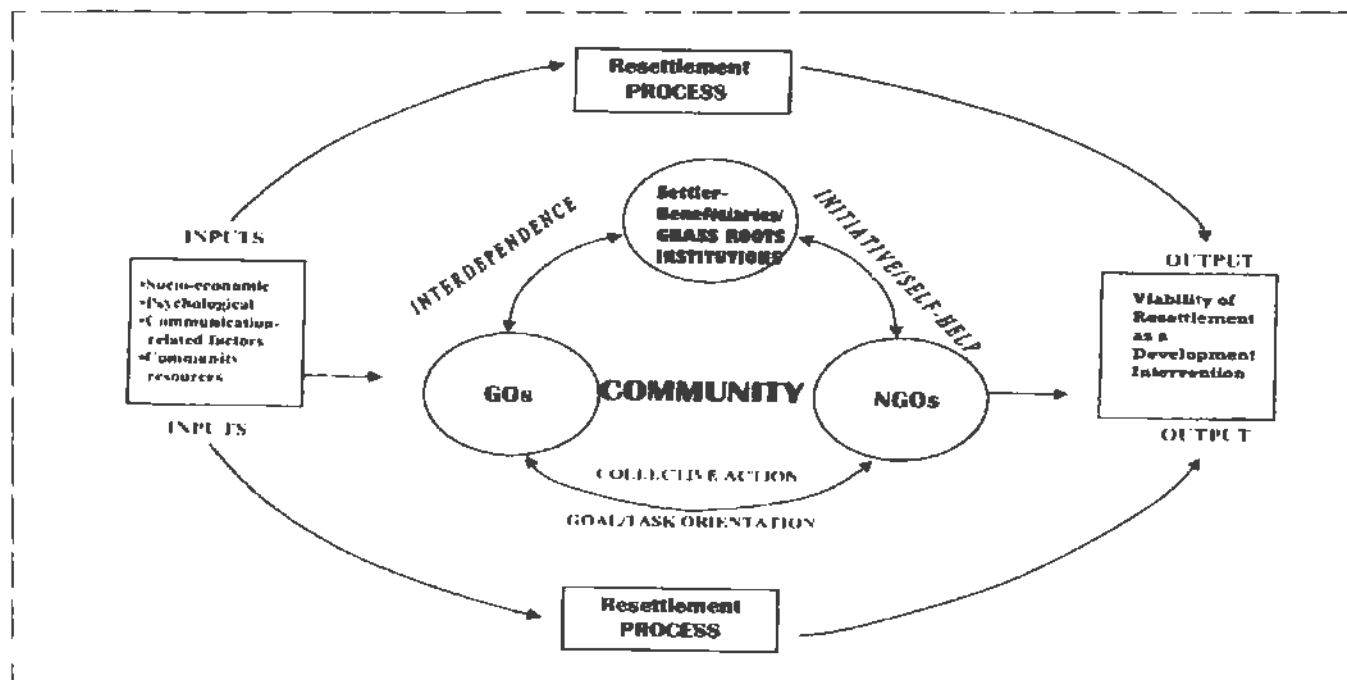 Resettlement
PROCESS
Settler-
Beneficiaries/
GRASS ROOTS
INSTITUTIONS
INTERDEPENDENCE
INITIATIVE/SELF-HELP
INPUTS
•Socio-economic
•Psychological
•Communication-
related factors
•Community
resources
INPUTS
GOs
COMMUNITY
NGOs
COLLECTIVE ACTION
GOAL/TASK ORIENTATION
OUTPUT
Viability of
Resettlement
as a
Development
Intervention
OUTPUT
Resettlement
PROCESS